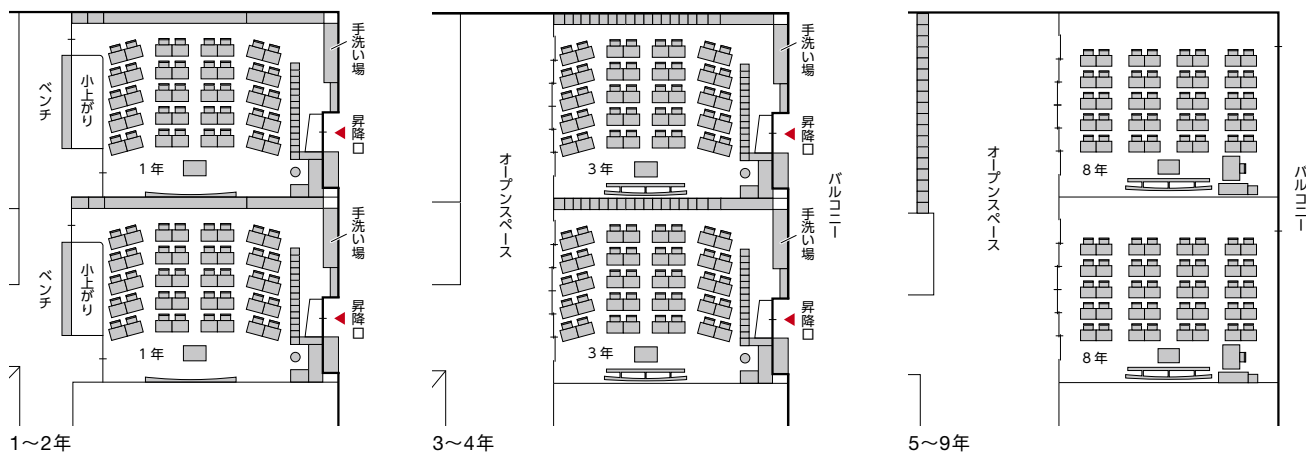 手洗い場
昇降口
ベンチ
小上がり
1年
手洗い場
昇降口
ベンチ
小上がり
1年
1〜2年
手洗い場
昇降口
3年
オープンスペース
バルコニー
手洗い場
昇降口
3年
3〜4年
8年
オープンスペース
バルコニー
8年
5〜9年